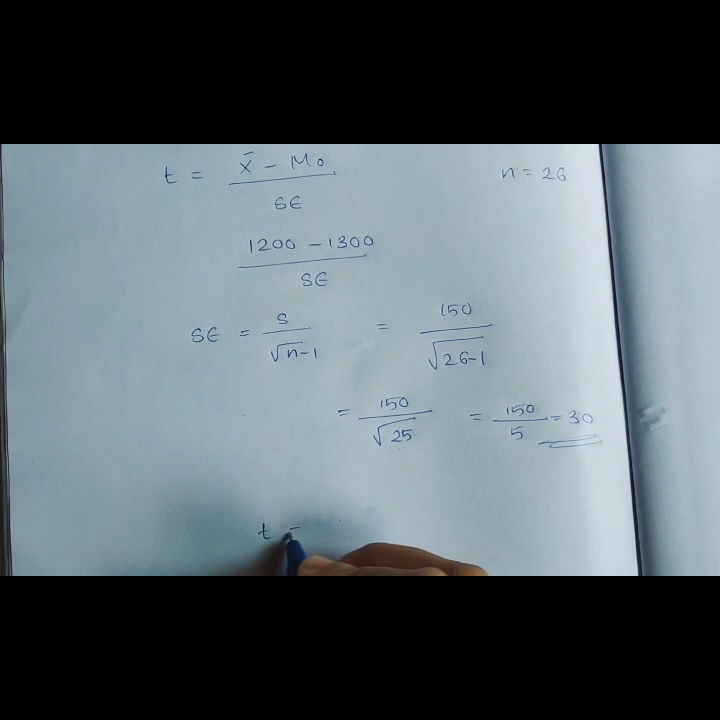 t = x̄ - M₀ / SE n = 26
1200 - 1300 / SE
SE = S / √n-1 = 150 / √26-1
= 150 / √25 = 150 / 5 = 30
t =